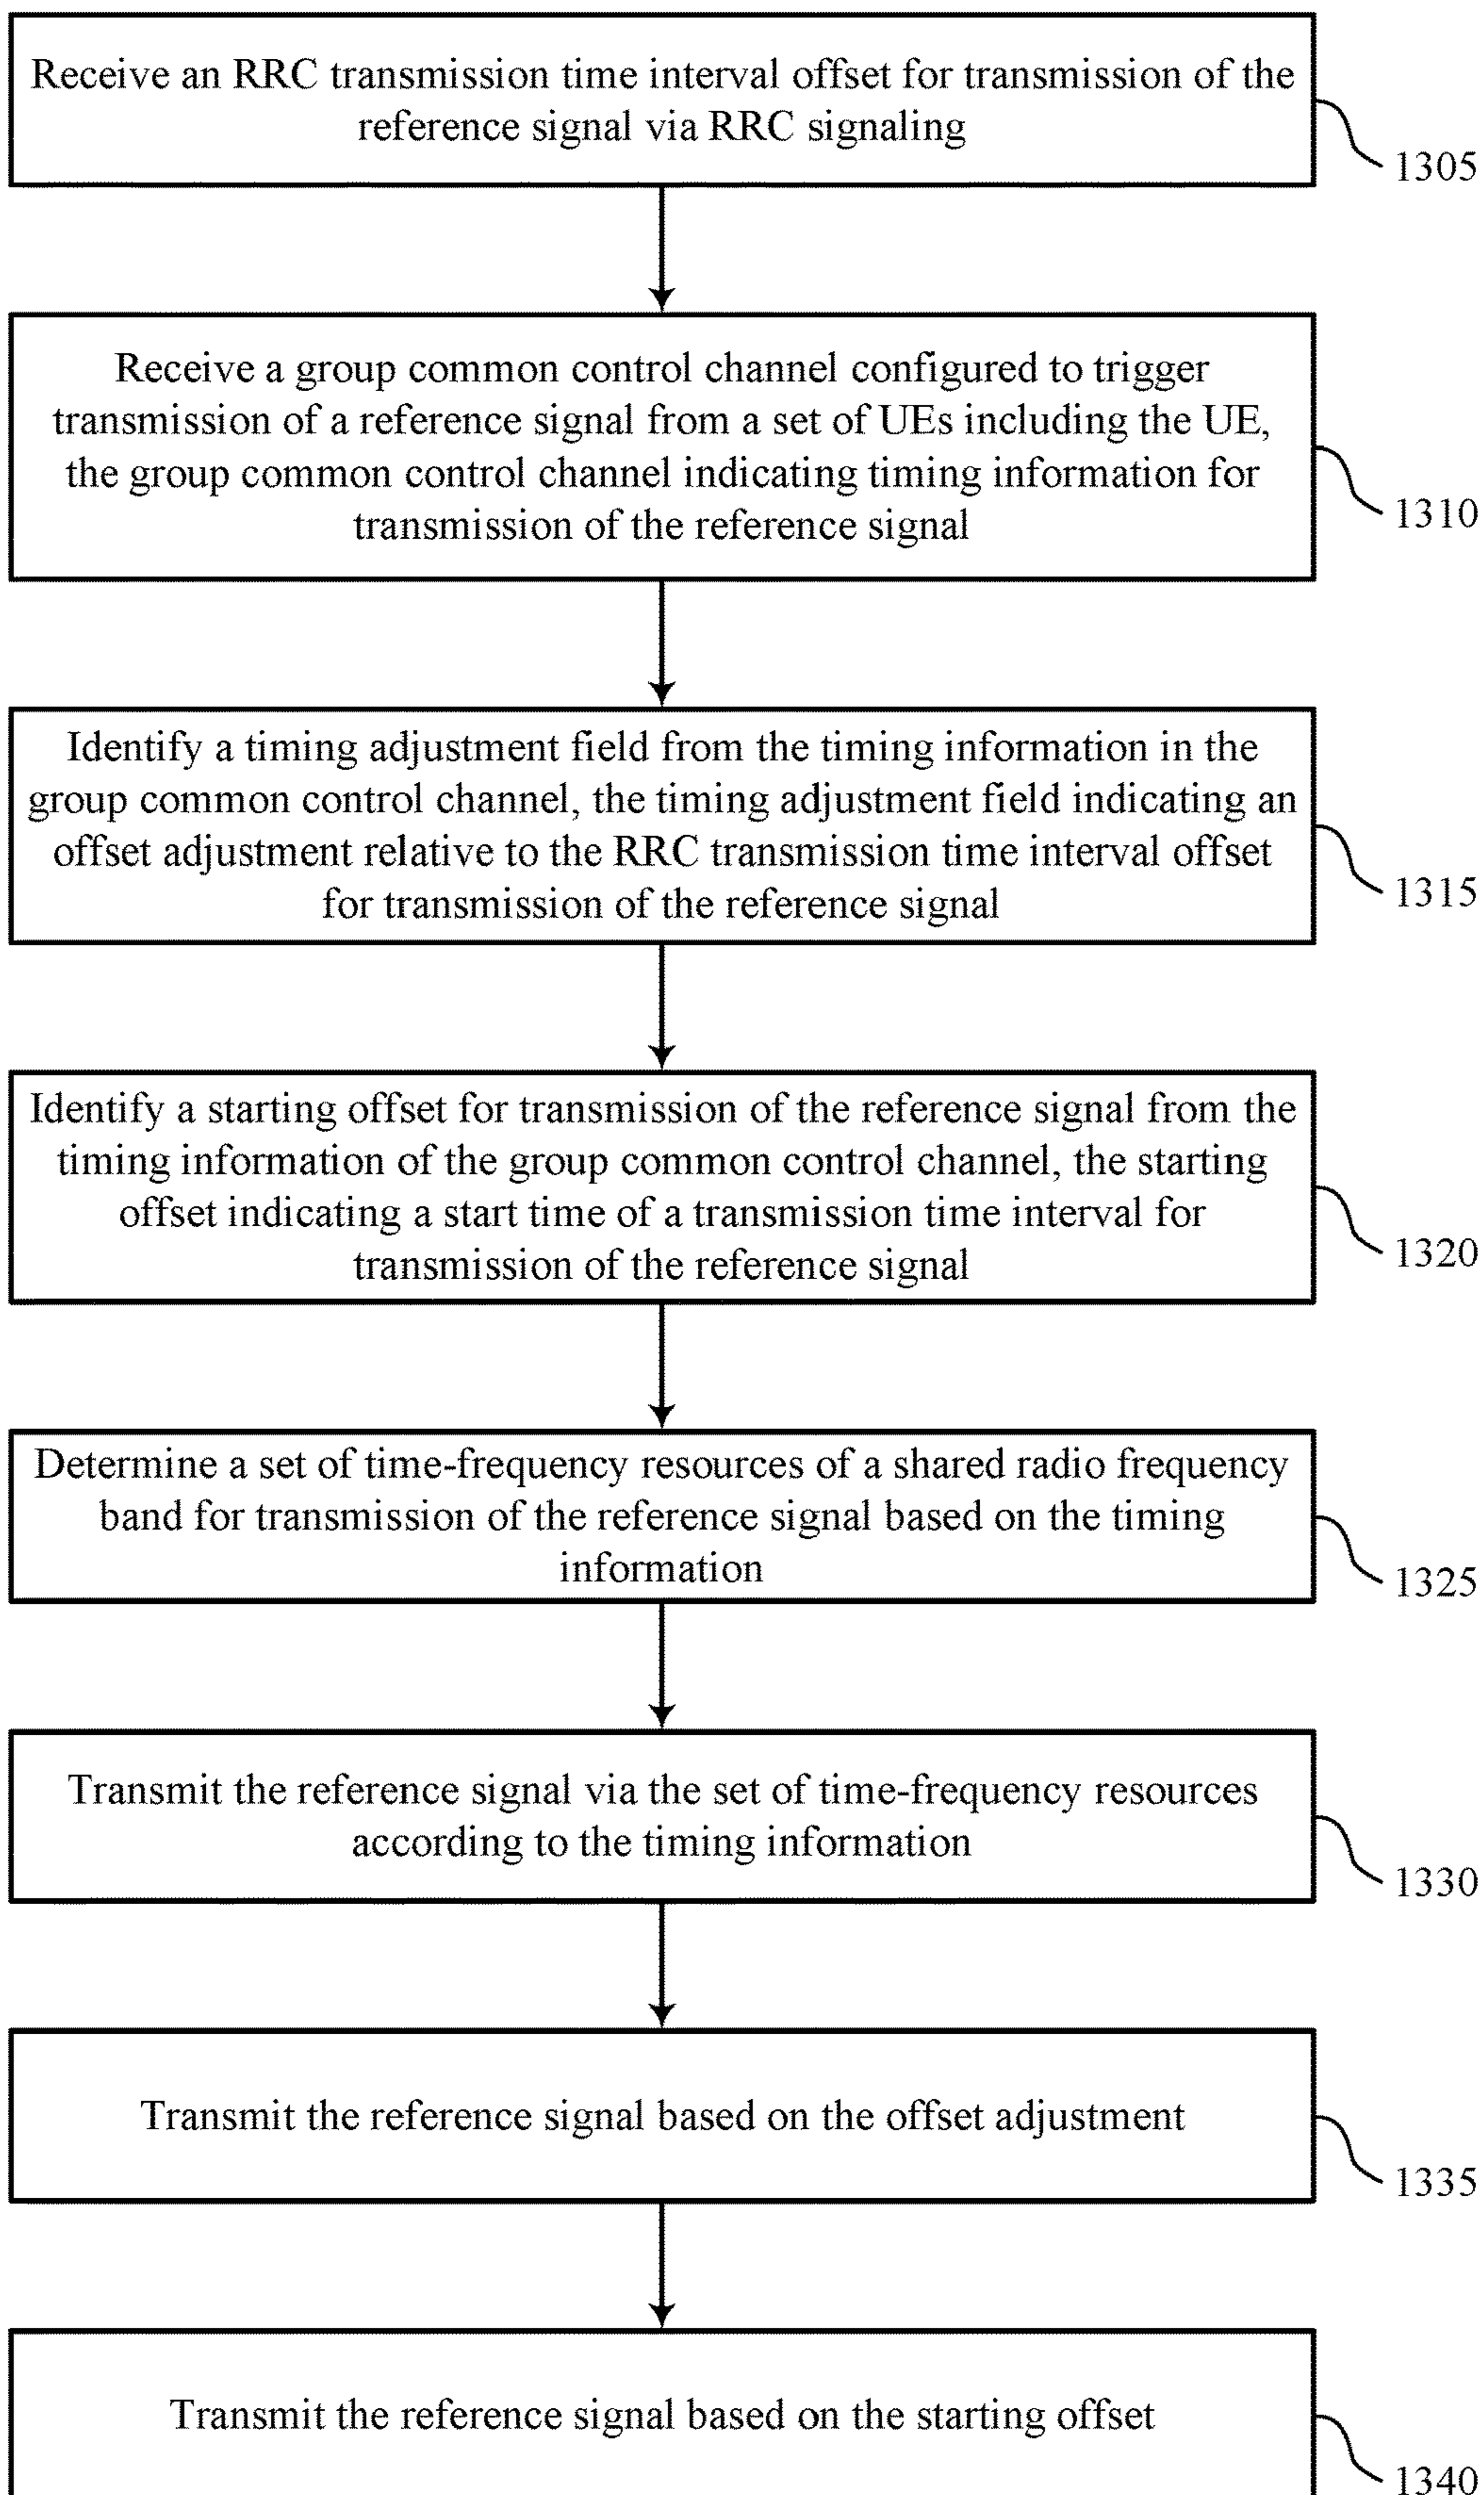 Receive an RRC transmission time interval offset for transmission of the
reference signal via RRC signaling
1305
Receive a group common control channel configured to trigger
transmission of a reference signal from a set of UEs including the UE,
the group common control channel indicating timing information for
transmission of the reference signal
1310
Identify a timing adjustment field from the timing information in the
group common control channel, the timing adjustment field indicating an
offset adjustment relative to the RRC transmission time interval offset
for transmission of the reference signal
1315
Identify a starting offset for transmission of the reference signal from the
timing information of the group common control channel, the starting
offset indicating a start time of a transmission time interval for
transmission of the reference signal
1320
Determine a set of time-frequency resources of a shared radio frequency
band for transmission of the reference signal based on the timing
information
1325
Transmit the reference signal via the set of time-frequency resources
according to the timing information
1330
Transmit the reference signal based on the offset adjustment
1335
Transmit the reference signal based on the starting offset
1340